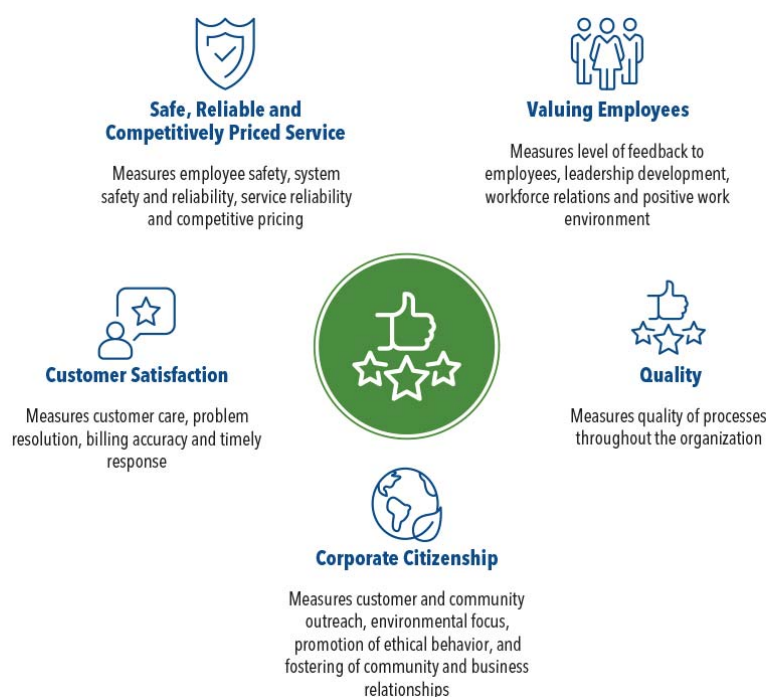 Safe, Reliable and
Competitively Priced Service
Measures employee safety, system
safety and reliability, service reliability
and competitive pricing
Valuing Employees
Measures level of feedback to
employees, leadership development,
workforce relations and positive work
environment
Customer Satisfaction
Measures customer care, problem
resolution, billing accuracy and timely
response
Quality
Measures quality of processes
throughout the organization
Corporate Citizenship
Measures customer and community
outreach, environmental focus,
promotion of ethical behavior, and
fostering of community and business
relationships